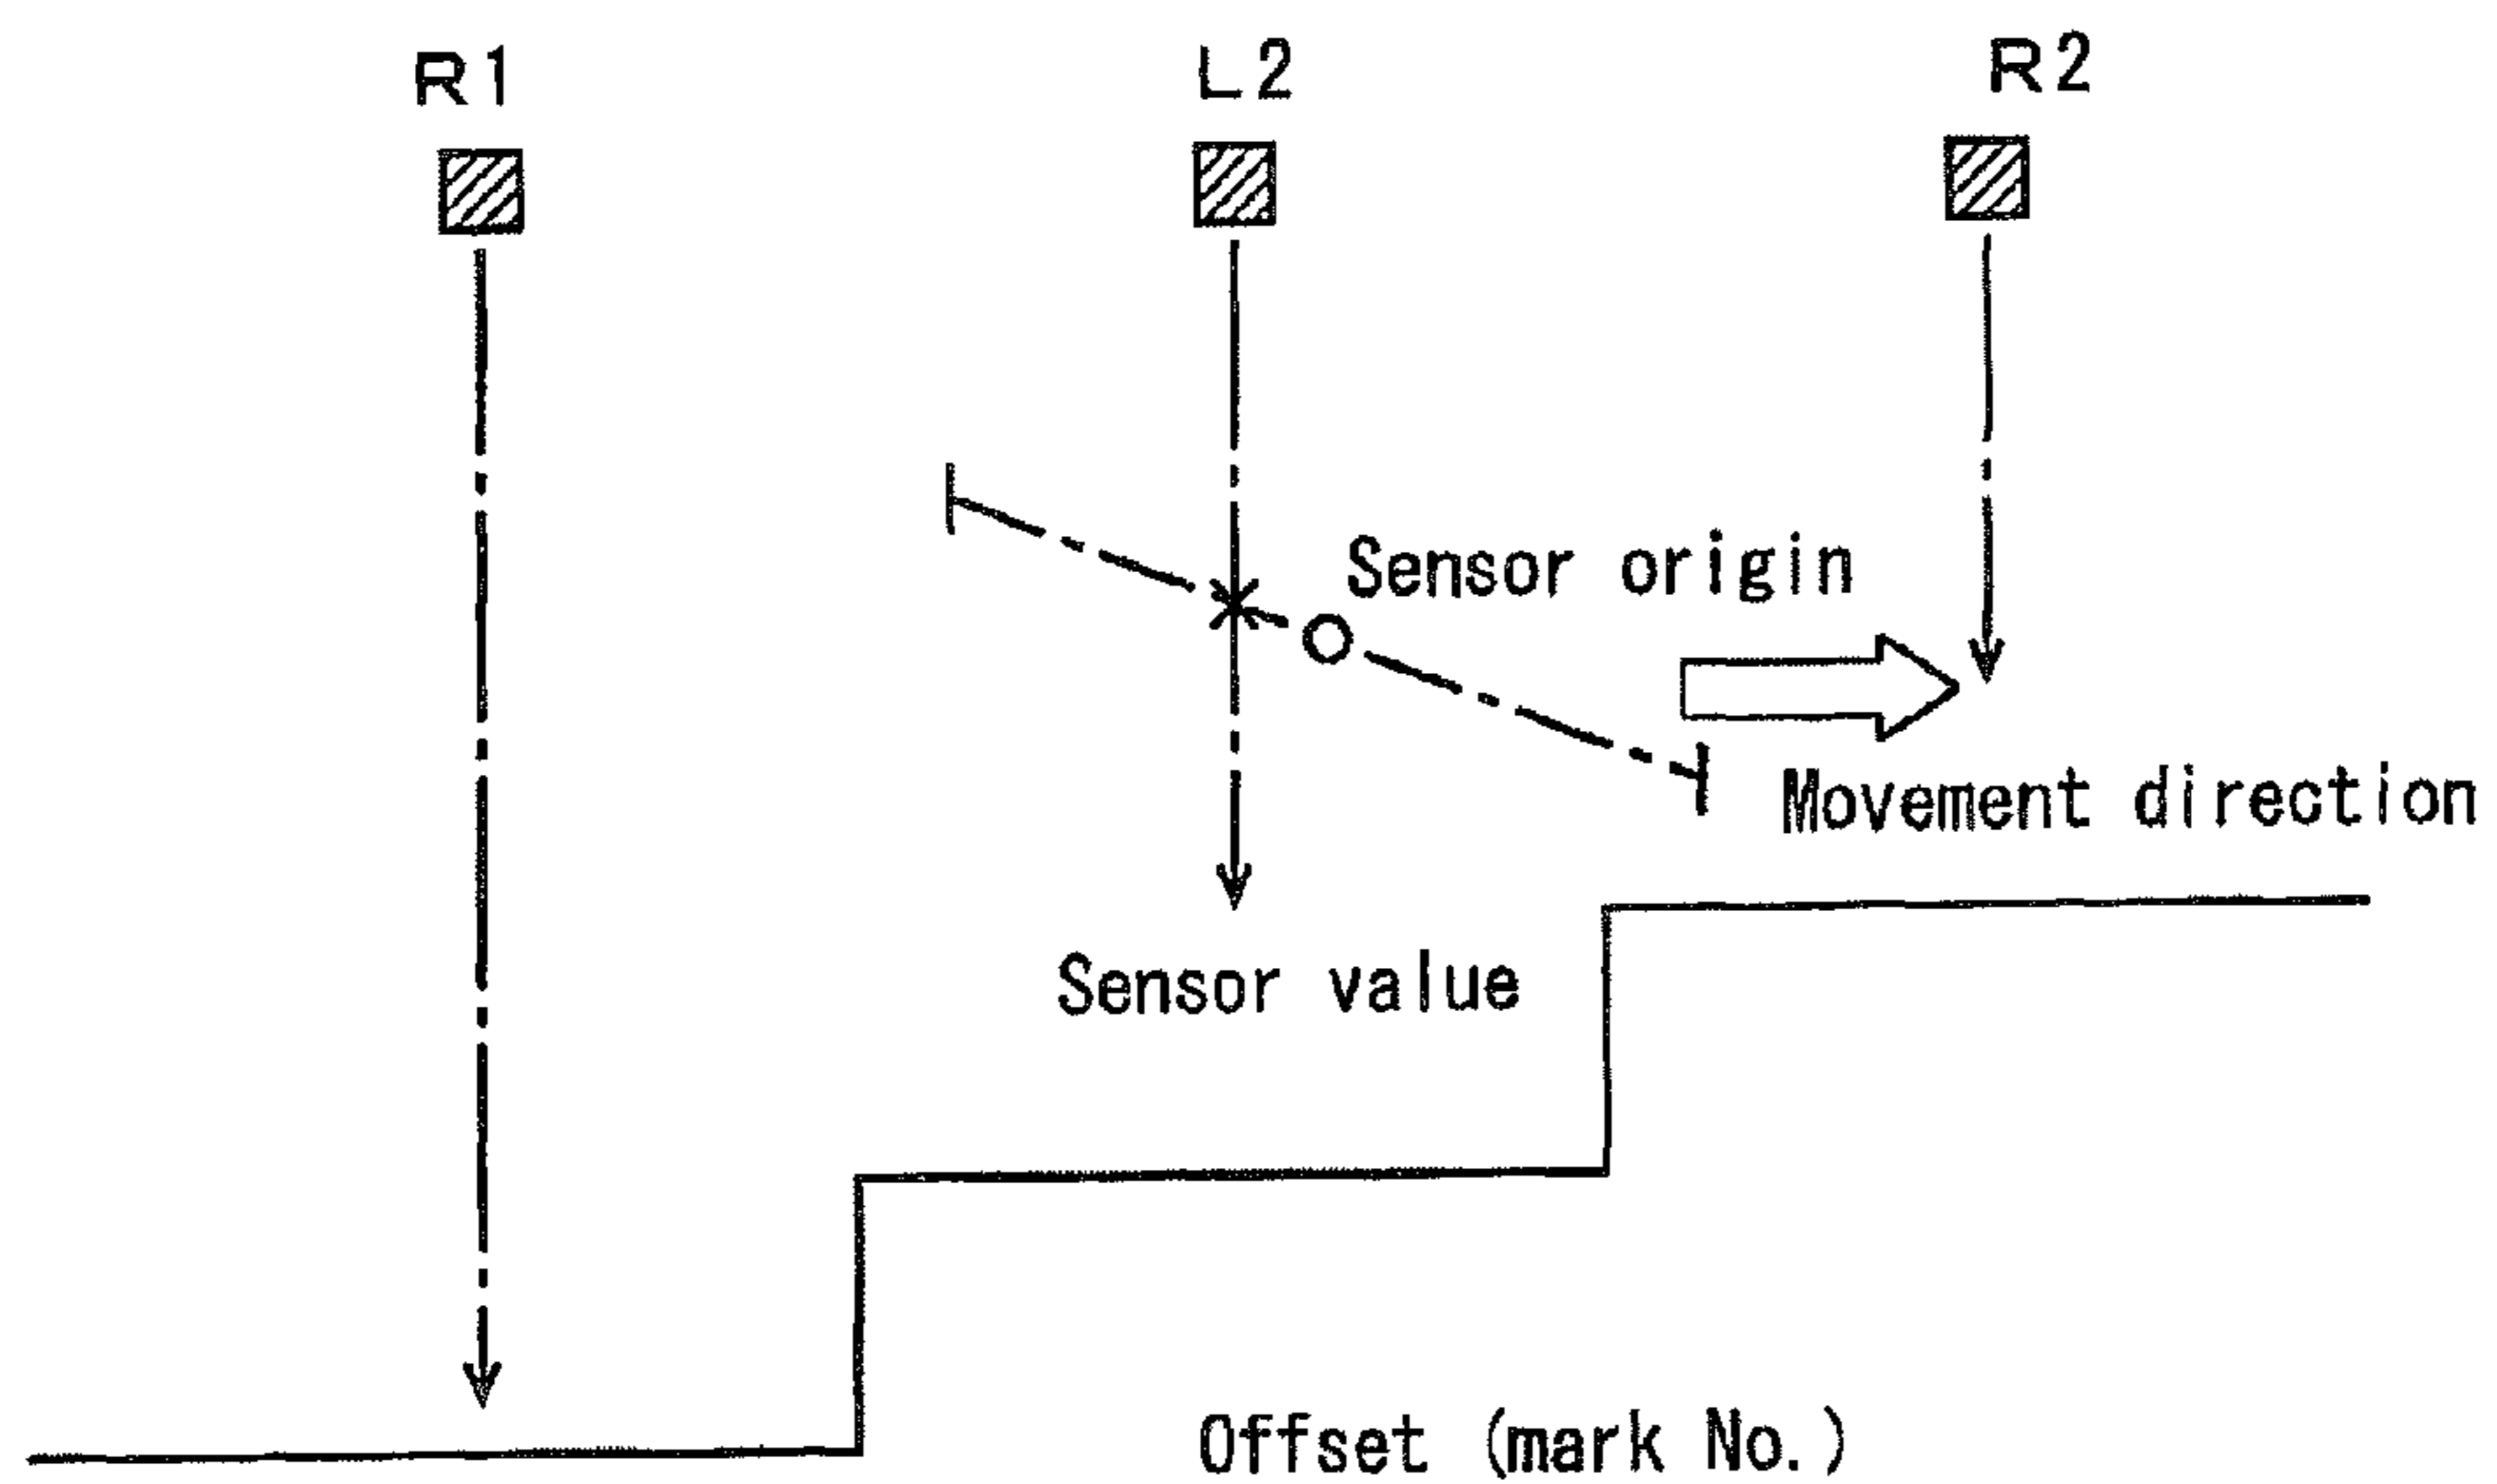 R1
L2
R2
Sensor origin
Movement direction
Sensor value
Offset (mark No.)